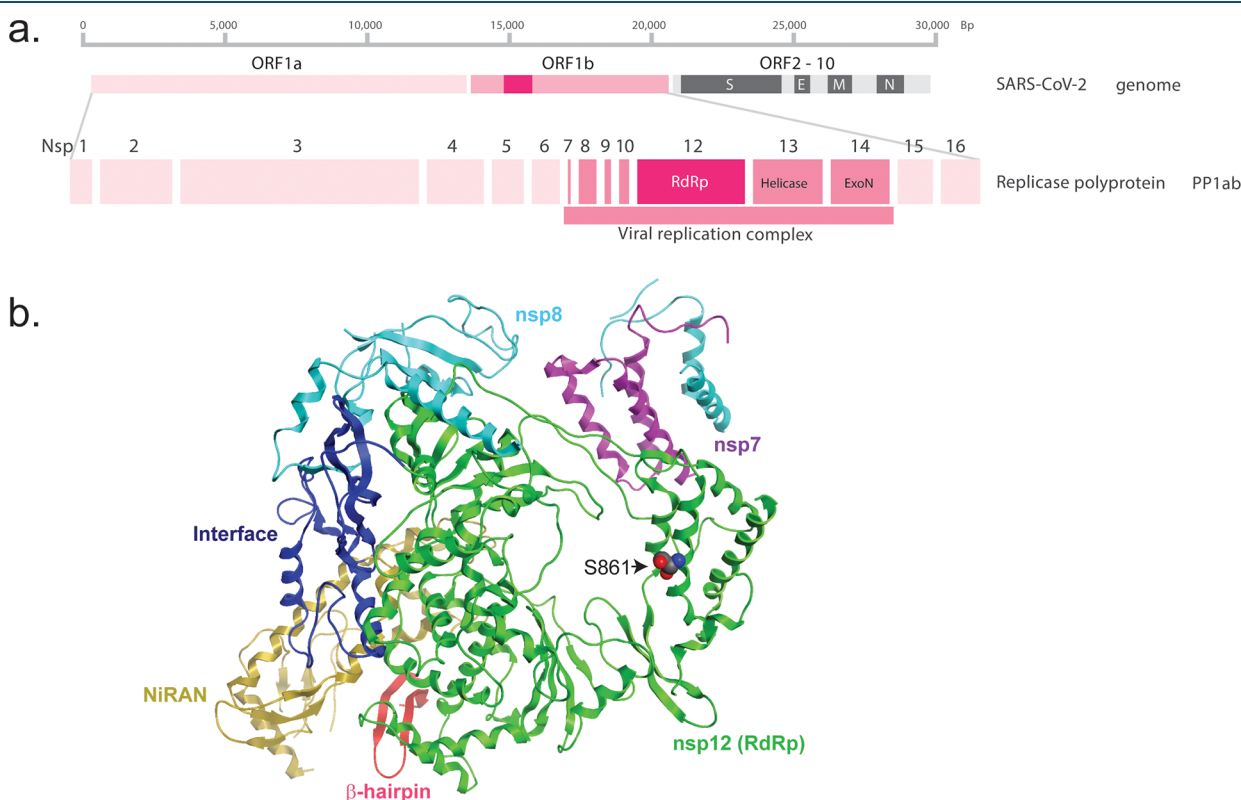 a.
0 5,000 10,000 15,000 20,000 25,000 30,000 Bp
ORF1a ORF1b ORF2 - 10
S E M N SARS-CoV-2 genome
Nsp 1 2 3 4 5 6 7 8 9 10 12 13 14 15 16
RdRp Helicase ExoN Replicase polyprotein PP1ab
Viral replication complex
b.
nsp8
nsp7
Interface
S861
NiRAN
nsp12 (RdRp)
β-hairpin